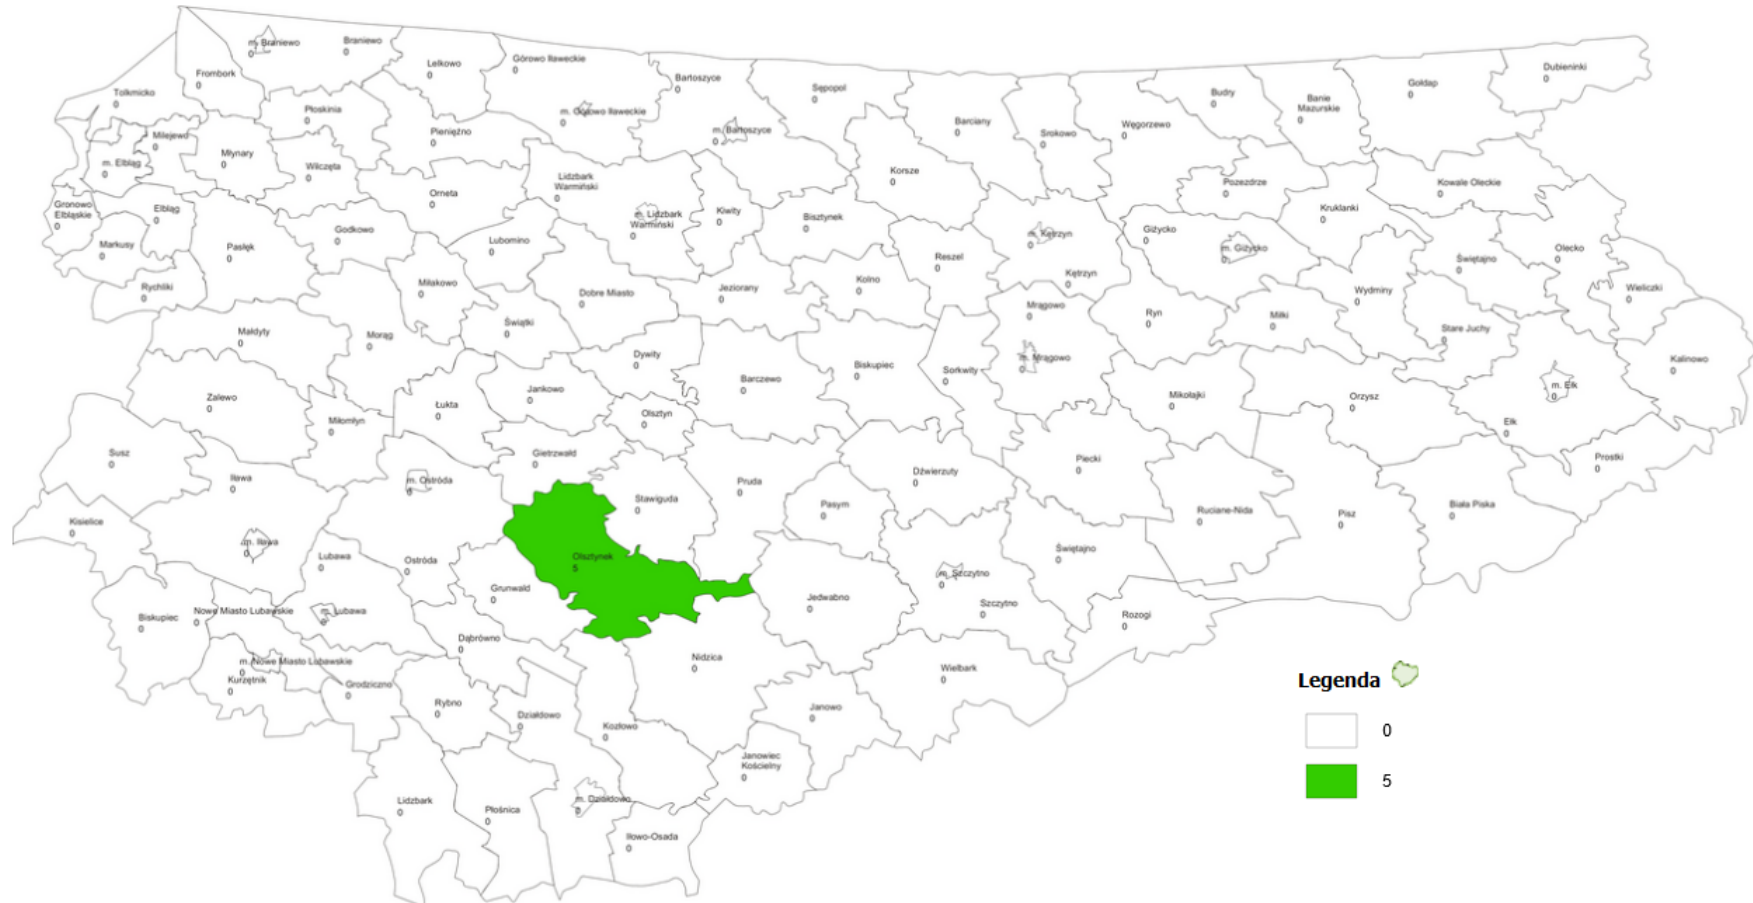 m. Braniewo
0
Braniewo
0
Lelkowo
0
Górowo Iławeckie
0
Frombork
0
Tolkmicko
0
Płoskinia
0
m. Górowo Iławeckie
0
Bartoszyce
0
Sępopol
0
Budry
0
Banie
Mazurskie
0
Gołdap
0
Dubieninki
0
Milejewo
0
m. Elbląg
0
Młynary
0
Wilczęta
0
Pieniężno
0
m. Bartoszyce
0
Barciany
0
Srokowo
0
Węgorzewo
0
Lidzbark
Warmiński
0
Orneta
0
Korsze
0
Pozezdrze
0
Kowale Oleckie
0
Gronowo
Elbląskie
0
Elbląg
0
Markusy
0
Pasłęk
0
Godkowo
0
Lubomino
0
m. Lidzbark
Warmiński
0
Kiwity
0
Bisztynek
0
Reszel
0
m. Kętrzyn
0
Kętrzyn
0
Giżycko
0
m. Giżycko
0
Kruklanki
0
Świętajno
0
Olecko
0
Wieliczki
0
Rychliki
0
Miłakowo
0
Dobre Miasto
0
Jeziorany
0
Kolno
0
Mrągowo
0
Ryn
0
Miłki
0
Wydminy
0
Stare Juchy
0
Małdyty
0
Morąg
0
Świątki
0
Dywity
0
Barczewo
0
Biskupiec
0
Sorkwity
0
m. Mrągowo
0
Mikołajki
0
Orzysz
0
m. Ełk
0
Ełk
0
Kalinowo
0
Zalewo
0
Miłomłyn
0
Łukta
0
Jankowo
0
Olsztyn
0
Susz
0
Iława
0
m. Ostróda
0
Gietrzwałd
0
Stawiguda
0
Pruda
0
Pasym
0
Dźwierzuty
0
Piecki
0
Ruciane-Nida
0
Pisz
0
Biała Piska
0
Prostki
0
Kisielice
0
m. Iława
0
Lubawa
0
Ostróda
0
Olsztynek
5
Grunwald
0
Jedwabno
0
m. Szczytno
0
Szczytno
0
Świętajno
0
Rozogi
0
Biskupiec
0
Nowe Miasto Lubawskie
0
m. Lubawa
0
Dąbrówno
0
Nidzica
0
Wielbark
0
m. Nowe Miasto Lubawskie
0
Kurzętnik
0
Grodziczno
0
Rybno
0
Działdowo
0
Kozłowo
0
Janowo
0
Janowiec
Kościelny
0
Lidzbark
0
Płośnica
0
m. Działdowo
0
Iłowo-Osada
0
Legenda
0
5